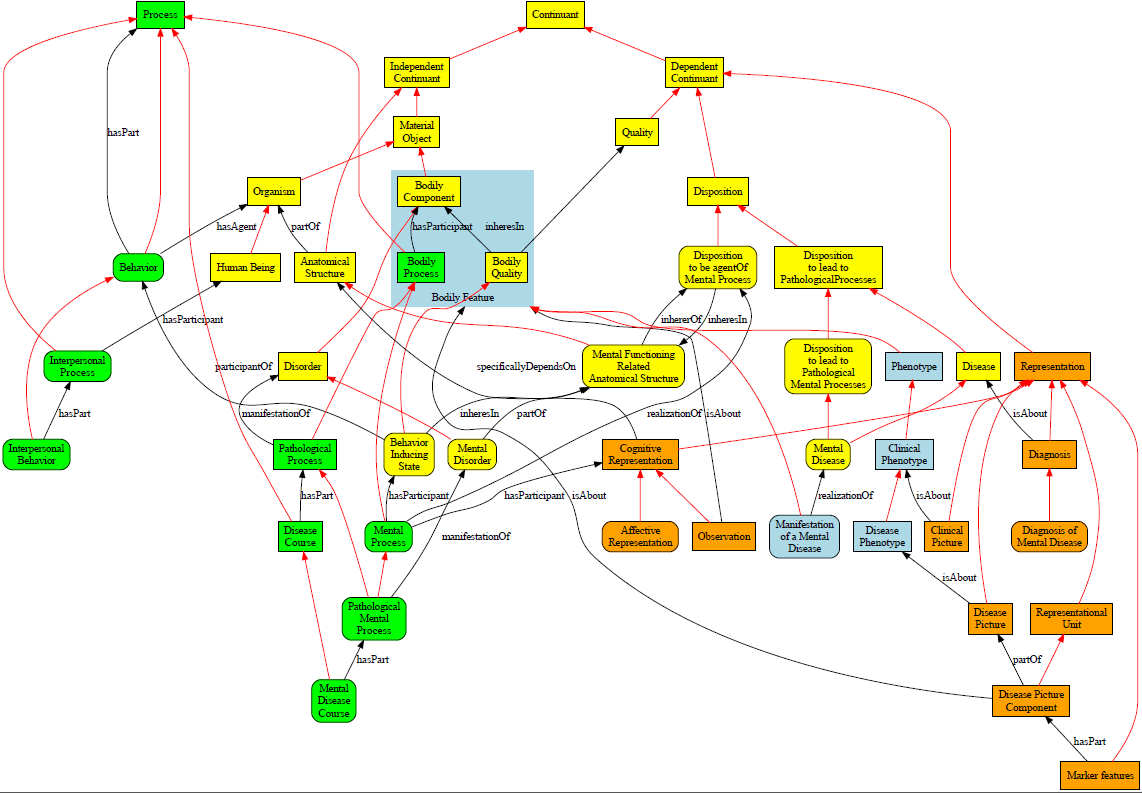 Process
Continuant
Independent
Continuant
Dependent
Continuant
Material
Object
Quality
hasPart
Organism
Bodily
Component
Disposition
hasAgent
partOf
hasParticipant
inheresIn
Behavior
Human Being
Anatomical
Structure
Bodily
Process
Bodily
Quality
Disposition
to be agentOf
Mental Process
Disposition
to lead to
PathologicalProcesses
Bodily Feature
hasParticipant
inhererOf
inheresIn
Interpersonal
Process
participantOf
Disorder
specificallyDependsOn
Mental Functioning
Related
Anatomical Structure
Disposition
to lead to
Pathological
Mental Processes
Phenotype
Disease
Representation
hasPart
manifestationOf
inheresIn
partOf
realizationOf
isAbout
isAbout
Interpersonal
Behavior
Pathological
Process
Behavior
Inducing
State
Mental
Disorder
Cognitive
Representation
Mental
Disease
Clinical
Phenotype
Diagnosis
hasPart
hasParticipant
hasParticipant
isAbout
realizationOf
isAbout
Disease
Course
Mental
Process
manifestationOf
Affective
Representation
Observation
Manifestation
of a Mental
Disease
Disease
Phenotype
Clinical
Picture
Diagnosis of
Mental Disease
isAbout
Pathological
Mental
Process
Disease
Picture
Representational
Unit
hasPart
partOf
Mental
Disease
Course
Disease Picture
Component
hasPart
Marker features